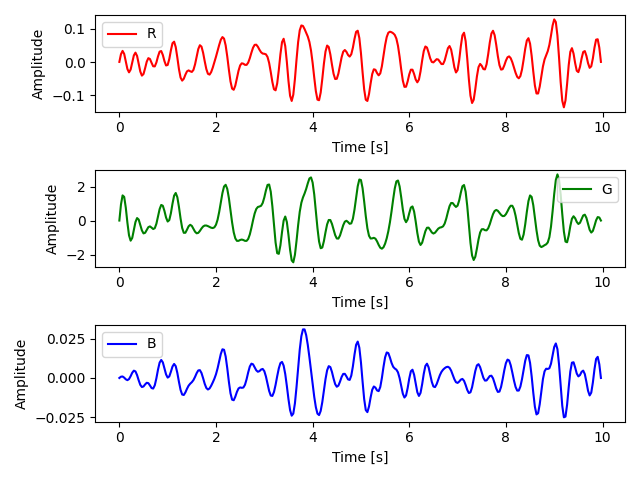 R
0.1
0.0
−0.1
Amplitude
0 2 4 6 8 10
Time [s]
G
2
0
−2
Amplitude
0 2 4 6 8 10
Time [s]
B
0.025
0.000
−0.025
Amplitude
0 2 4 6 8 10
Time [s]